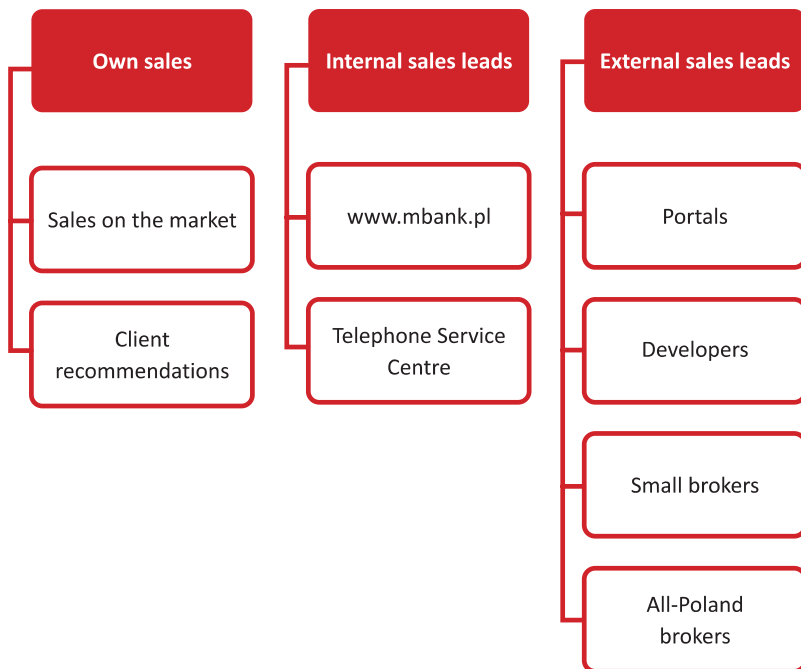 Own sales
Sales on the market
Client
recommendations
Internal sales leads
www.mbank.pl
Telephone Service
Centre
External sales leads
Portals
Developers
Small brokers
All-Poland
brokers